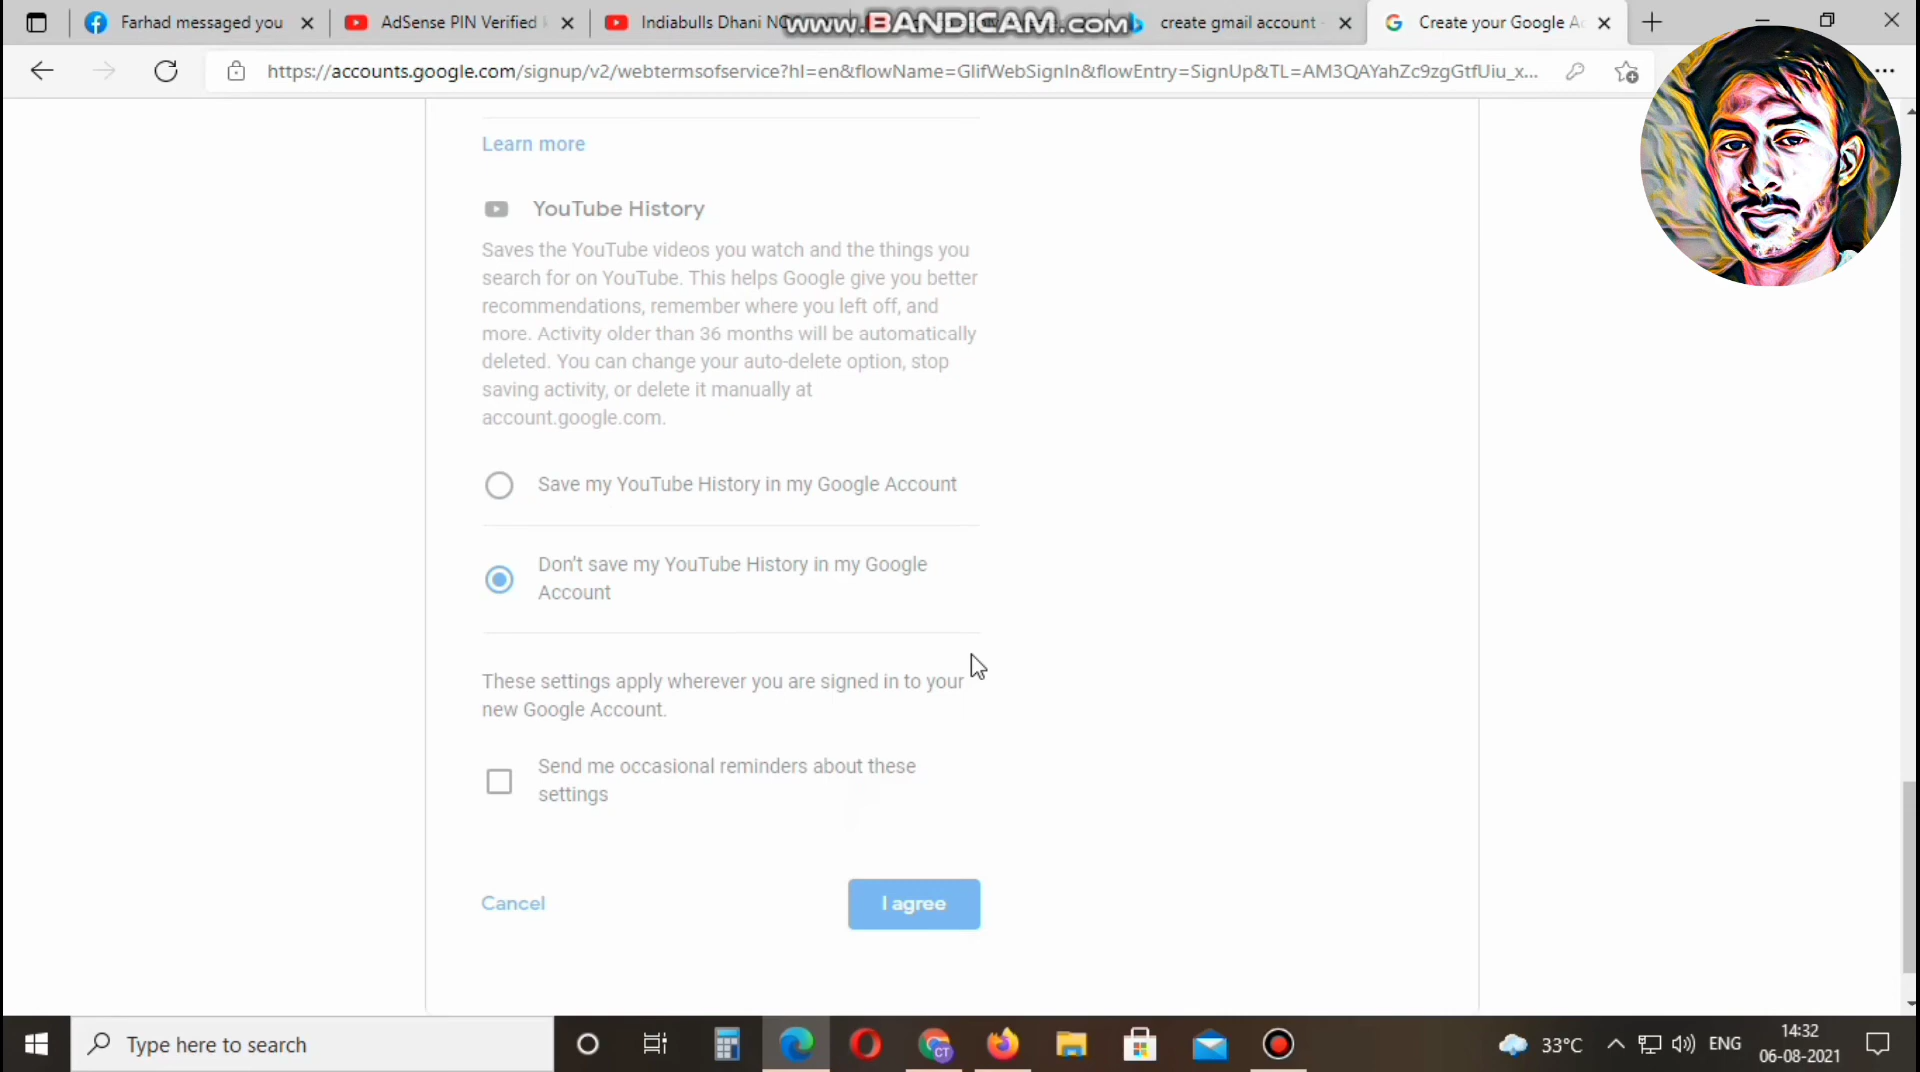 Farhad messaged you
AdSense PIN Verified
Indiabulls Dhani
www.BANDICAM.com
create gmail account
Create your Google Ac
https://accounts.google.com/signup/v2/webtermsofservice?hl=en&flowName=GlifWebSignIn&flowEntry=SignUp&TL=AM3QAYahZc9zgGtfUiu_x...
Learn more
YouTube History
Saves the YouTube videos you watch and the things you
search for on YouTube. This helps Google give you better
recommendations, remember where you left off, and
more. Activity older than 36 months will be automatically
deleted. You can change your auto-delete option, stop
saving activity, or delete it manually at
account.google.com.
Save my YouTube History in my Google Account
Don't save my YouTube History in my Google
Account
These settings apply wherever you are signed in to your
new Google Account.
Send me occasional reminders about these
settings
Cancel
I agree
Type here to search
CT
33°C
ENG
14:32
06-08-2021